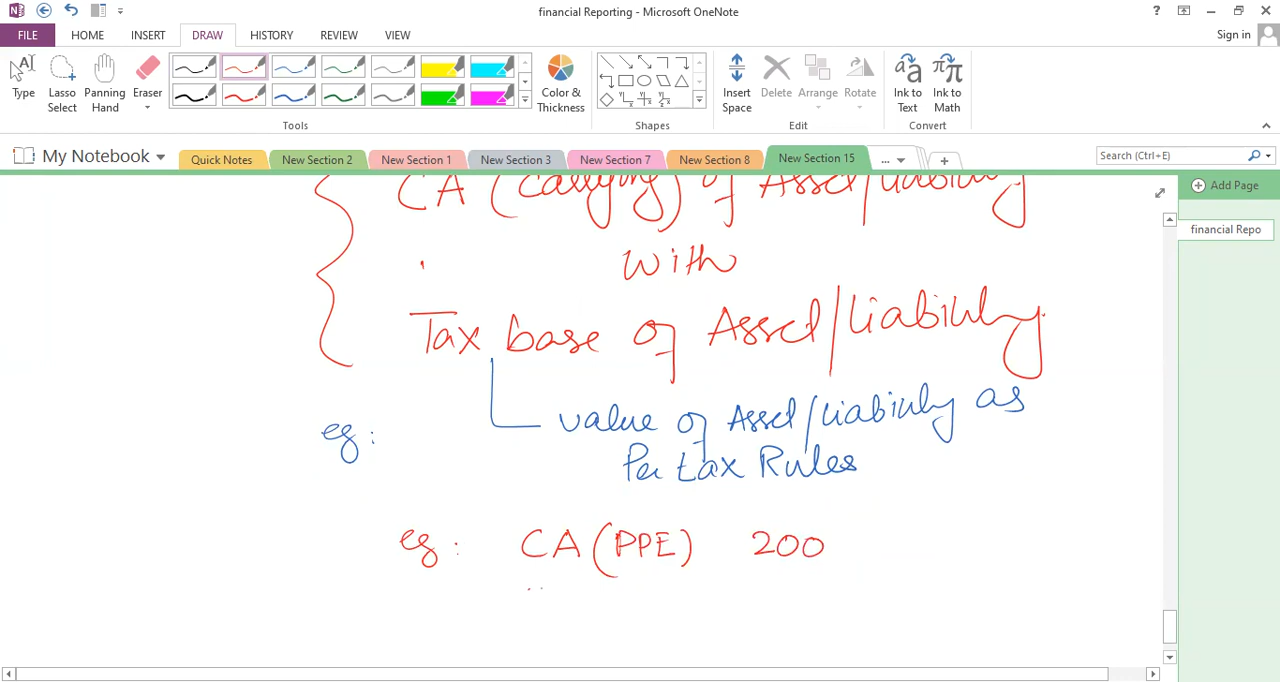 financial Reporting - Microsoft OneNote
Sign in
FILE HOME INSERT DRAW HISTORY REVIEW VIEW
Type
Lasso Select
Panning Hand
Eraser
Color & Thickness
Insert Space
Delete
Arrange
Rotate
Ink to Text
Ink to Math
Tools
Shapes
Edit
Convert
My Notebook
Quick Notes
New Section 2
New Section 1
New Section 3
New Section 7
New Section 8
New Section 15
...
Search (Ctrl+E)
Add Page
financial Repo
CA (Carrying) of Asset/liability
with
Tax base of Asset/liability
eg:
value of Asset/liability as
Per tax Rules
eg: CA (PPE) 200